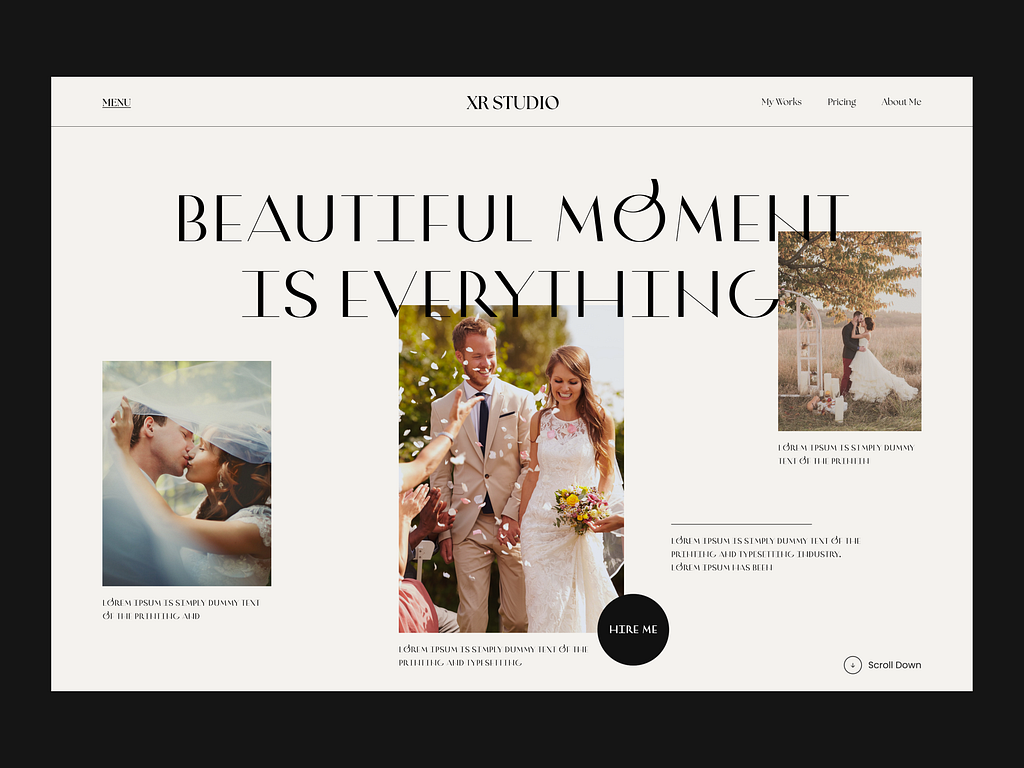 MENU
XR STUDIO
My Works
Pricing
About Me
BEAUTIFUL MOMENT
IS EVERYTHING
LOREM IPSUM IS SIMPLY DUMMY
TEXT OF THE PRINTIN
LOREM IPSUM IS SIMPLY DUMMY TEXT OF THE
PRINTING AND TYPESETTING INDUSTRY.
LOREM IPSUM HAS BEEN
LOREM IPSUM IS SIMPLY DUMMY TEXT
OF THE PRINTING AND
HIRE ME
LOREM IPSUM IS SIMPLY DUMMY TEXT OF THE
PRINTING AND TYPESETTING
Scroll Down